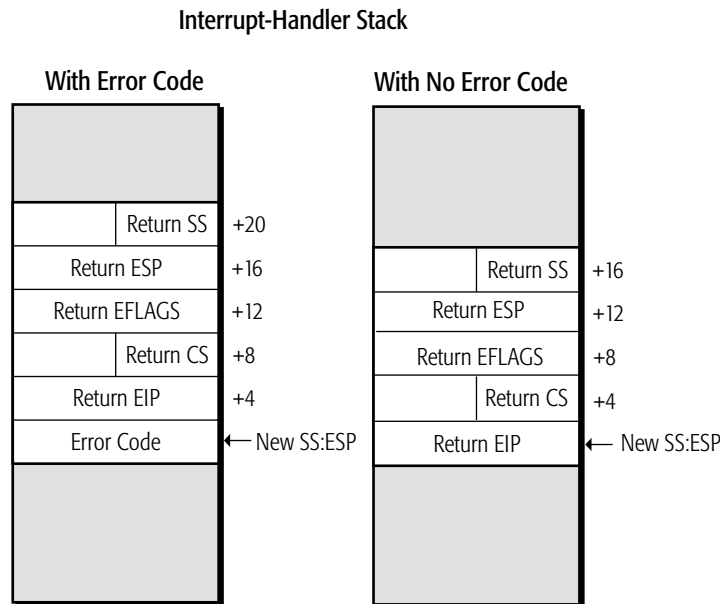 Interrupt-Handler Stack
With Error Code
Return SS +20
Return ESP +16
Return EFLAGS +12
Return CS +8
Return EIP +4
Error Code New SS:ESP
With No Error Code
Return SS +16
Return ESP +12
Return EFLAGS +8
Return CS +4
Return EIP New SS:ESP